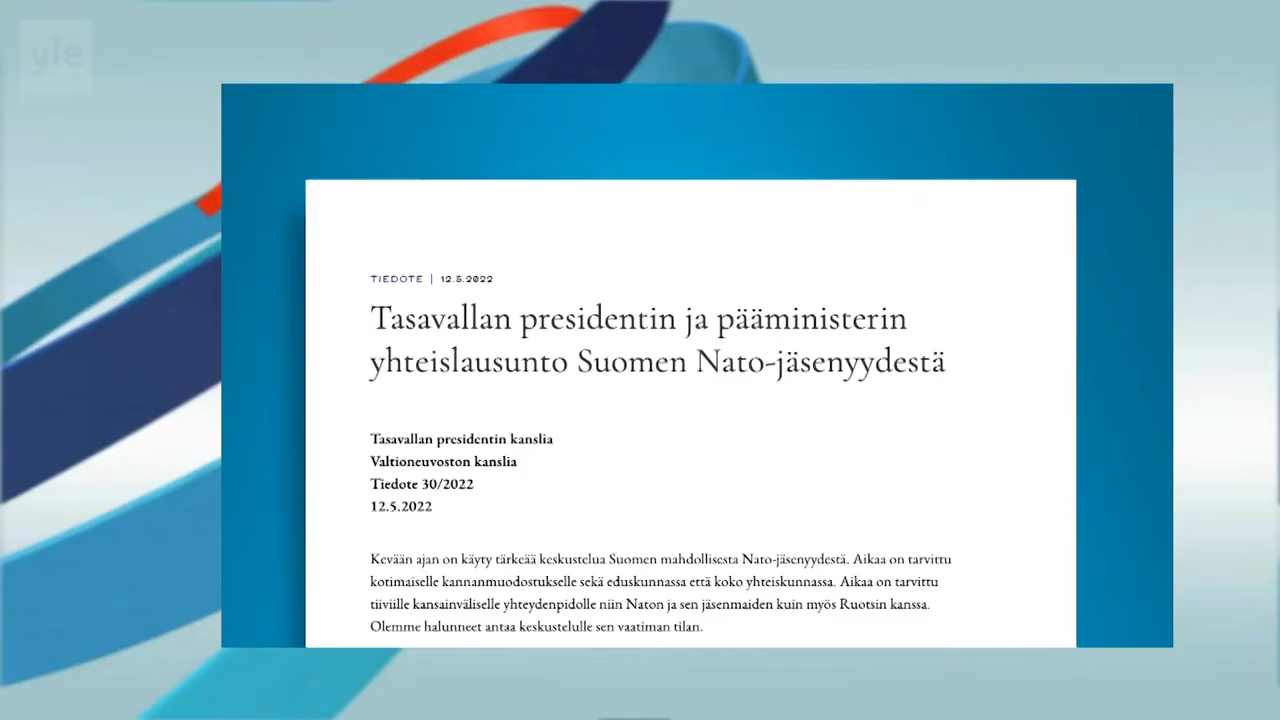 yle
TIEDOTE | 12.5.2022
Tasavallan presidentin ja pääministerin
yhteislausunto Suomen Nato-jäsenyydestä
Tasavallan presidentin kanslia
Valtioneuvoston kanslia
Tiedote 30/2022
12.5.2022
Kevään ajan on käyty tärkeää keskustelua Suomen mahdollisesta Nato-jäsenyydestä. Aikaa on tarvittu
kotimaiselle kannanmuodostukselle sekä eduskunnassa että koko yhteiskunnassa. Aikaa on tarvittu
tiiviille kansainväliselle yhteydenpidolle niin Naton ja sen jäsenmaiden kuin myös Ruotsin kanssa.
Olemme halunneet antaa keskustelulle sen vaatiman tilan.